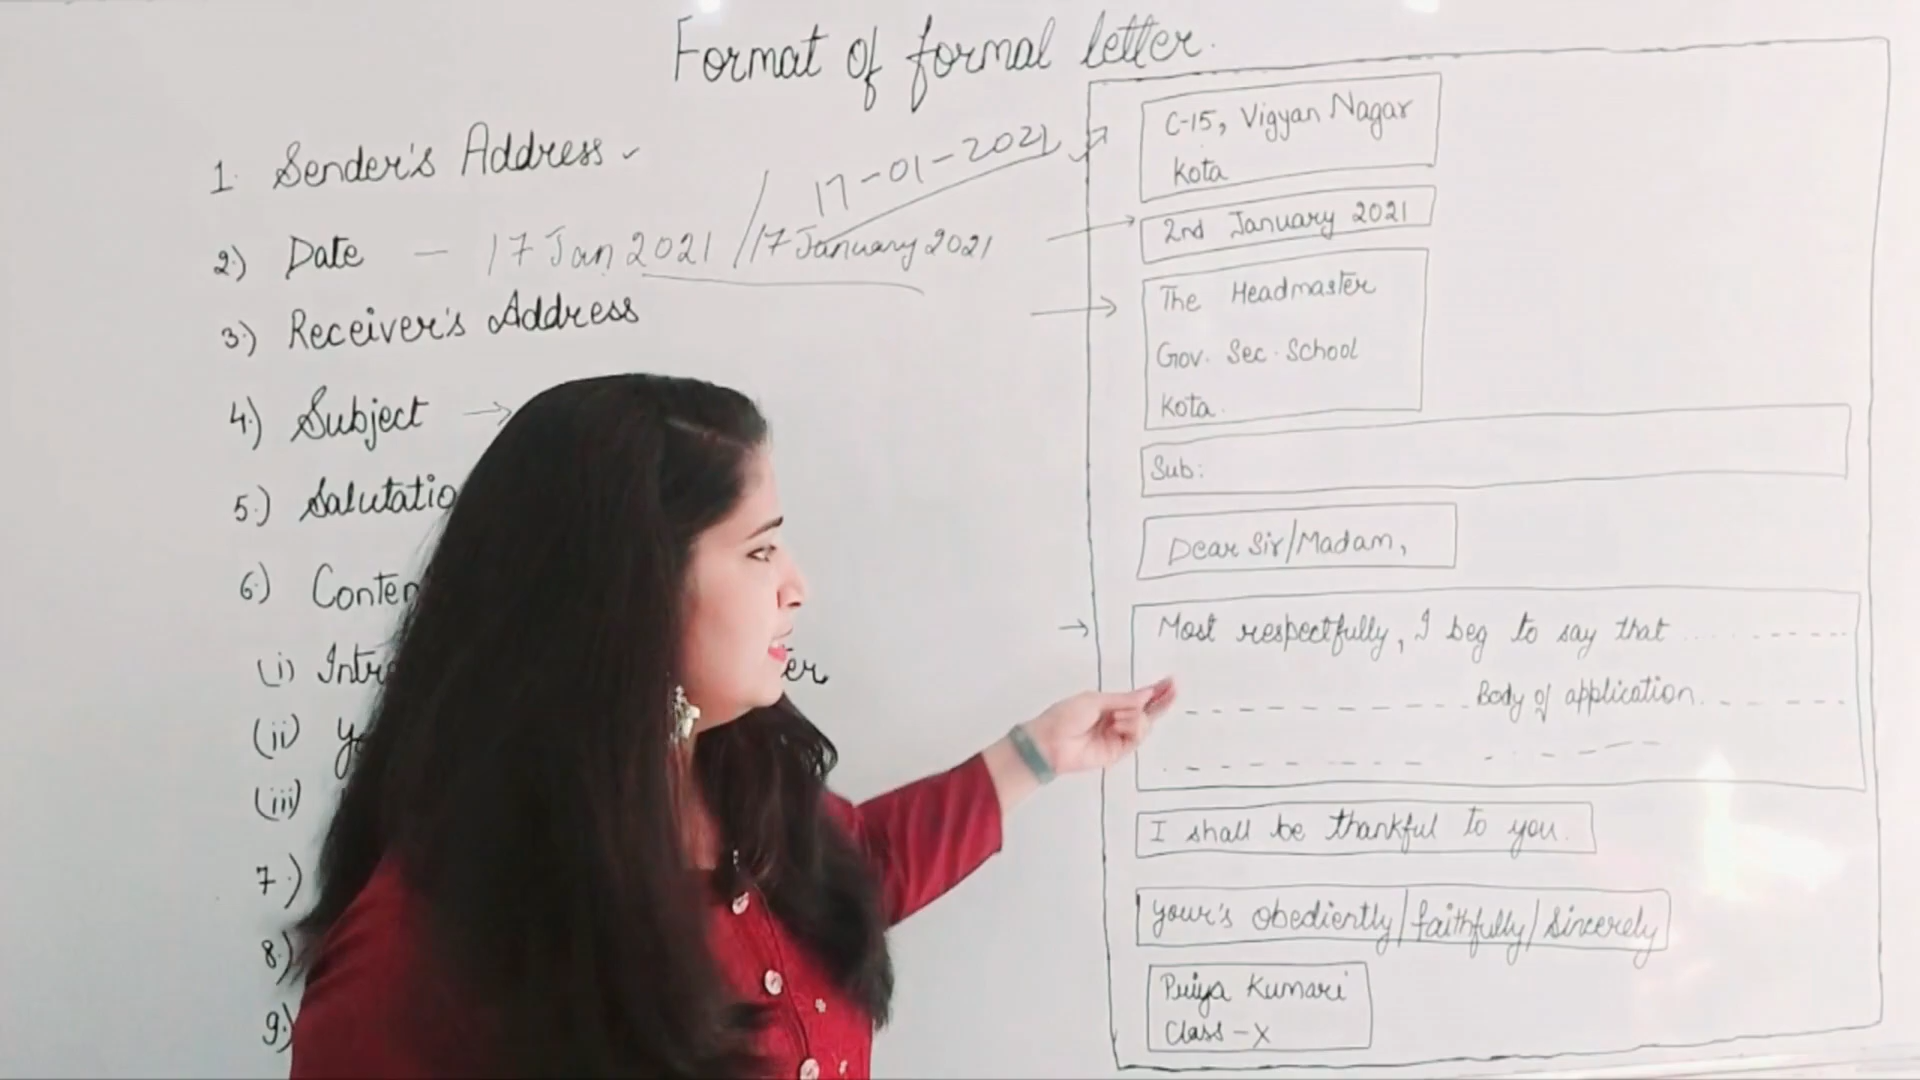 Format of formal letter.
1. Sender's Address
2.) Date - 17 Jan 2021 / 17 January 2021
17-01-2021
3.) Receiver's Address
4.) Subject →
5.) Salutatio
6.) Conten
(i) Intro
er
(ii)
(iii)
7.)
8.)
9.)
C-15, Vigyan Nagar
Kota
2nd January 2021
The Headmaster
Gov. Sec. School
Kota.
Sub:
Dear Sir/Madam,
Most respectfully, I beg to say that
Body of application
I shall be thankful to you.
your's obediently/faithfully/sincerely
Priya Kumari
Class-X